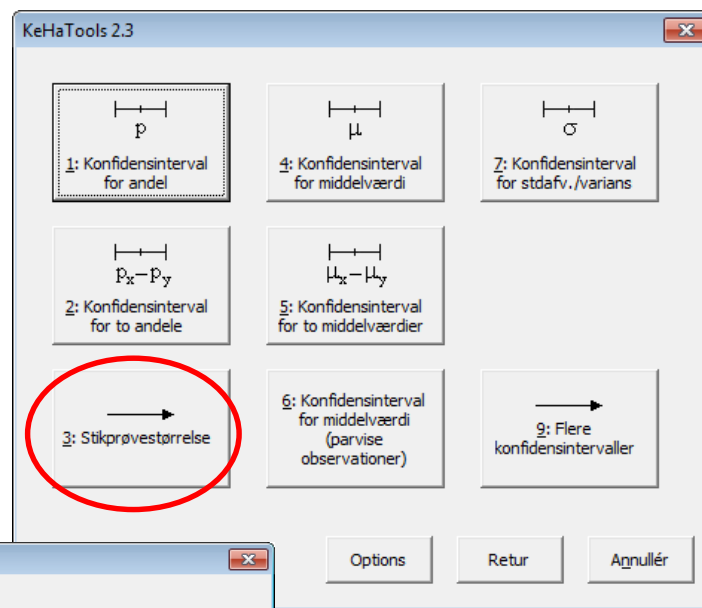 KeHaTools 2.3
p
1: Konfidensinterval
for andel
μ
4: Konfidensinterval
for middelværdi
σ
7: Konfidensinterval
for stdafv./varians
px−py
2: Konfidensinterval
for to andele
μx−μy
5: Konfidensinterval
for to middelværdier
3: Stikprøvestørrelse
6: Konfidensinterval
for middelværdi
(parvise
observationer)
9: Flere
konfidensintervaller
Options
Retur
Annullér